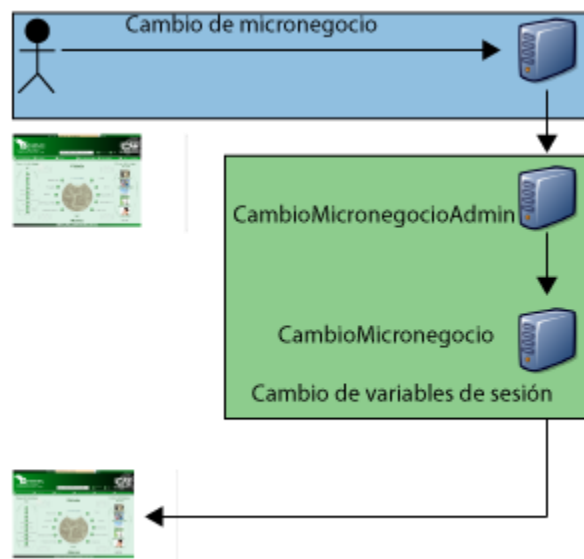 Cambio de micronegocio
CambioMicronegocioAdmin
CambioMicronegocio
Cambio de variables de sesión